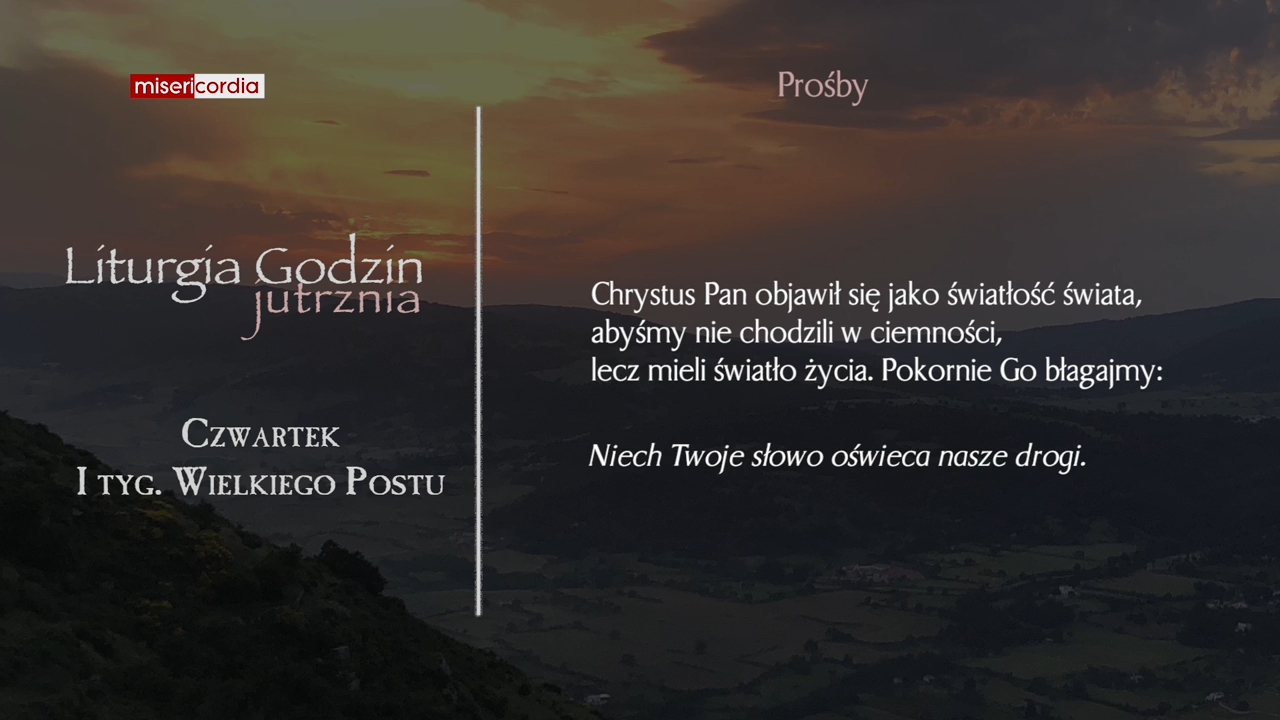 misericordia
Liturgia Godzin
jutrznia
Czwartek
I tyg. Wielkiego Postu
Prośby
Chrystus Pan objawił się jako światłość świata,
abyśmy nie chodzili w ciemności,
lecz mieli światło życia. Pokornie Go błagajmy:
Niech Twoje słowo oświeca nasze drogi.